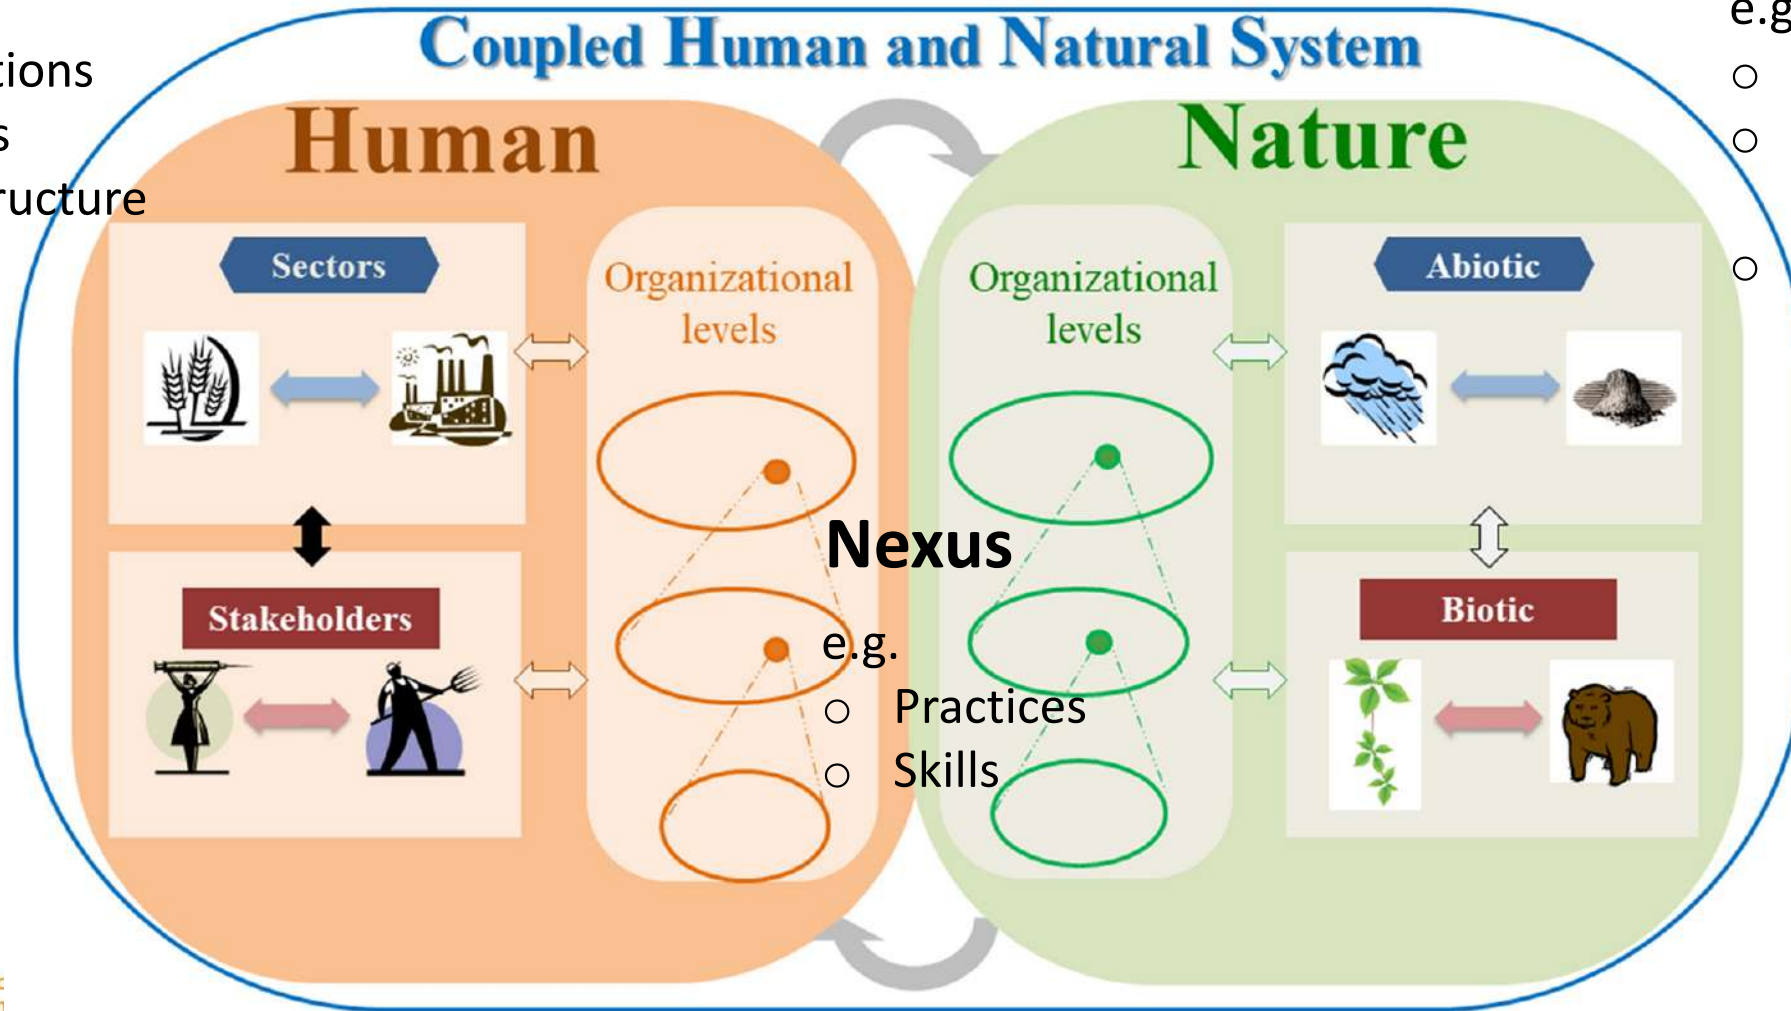 Coupled Human and Natural System
tions
s
ructure
Human
Sectors
Stakeholders
Organizational
levels
Nexus
e.g.
○ Practices
○ Skills
Nature
Organizational
levels
Abiotic
Biotic
e.g
○
○
○